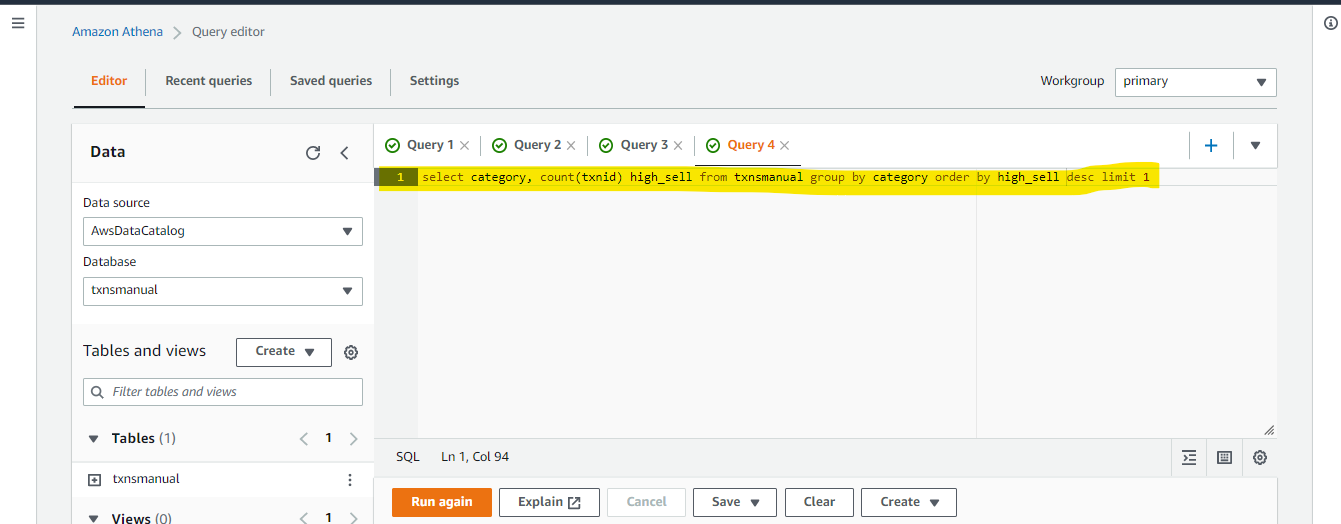 Amazon Athena > Query editor
Editor Recent queries Saved queries Settings Workgroup primary
Data
Query 1 Query 2 Query 3 Query 4
1 select category, count(txnid) high_sell from txnsmanual group by category order by high_sell desc limit 1
Data source
AwsDataCatalog
Database
txnsmanual
Tables and views Create
Filter tables and views
Tables (1) < 1 >
SQL Ln 1, Col 94
txnsmanual
Run again Explain Cancel Save Clear Create
Views (0) < 1 >